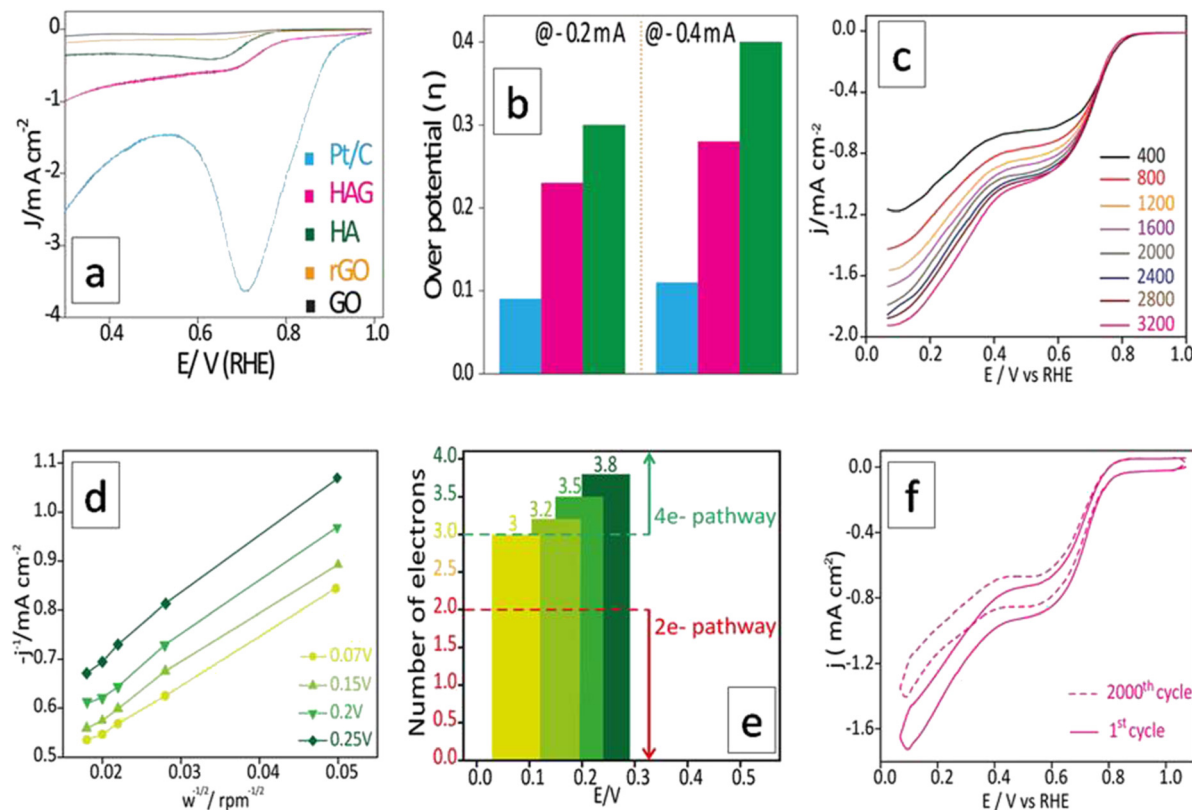 a
0
-1
-2
-3
-4
J/mA cm-2
0.4
0.6
0.8
1.0
E/ V (RHE)
Pt/C
HAG
HA
rGO
GO
b
@ - 0.2 mA
@ - 0.4 mA
0.4
0.3
0.2
0.1
0.0
Over potential (η)
c
0.0
-0.4
-0.8
-1.2
-1.6
-2.0
j/mA cm-2
0.0
0.2
0.4
0.6
0.8
1.0
E / V vs RHE
400
800
1200
1600
2000
2400
2800
3200
d
1.1
1.0
0.9
0.8
0.7
0.6
0.5
-j-1/mA cm-2
0.02
0.03
0.04
0.05
w-1/2/ rpm-1/2
0.07V
0.15V
0.2V
0.25V
e
4.0
3.5
3.0
2.5
2.0
1.5
1.0
0.5
0.0
Number of electrons
3
3.2
3.5
3.8
4e- pathway
2e- pathway
0.0
0.1
0.2
0.3
0.4
0.5
E/V
f
0.0
-0.4
-0.8
-1.2
-1.6
j ( mA cm2)
0.0
0.2
0.4
0.6
0.8
1.0
E / V vs RHE
2000th cycle
1st cycle